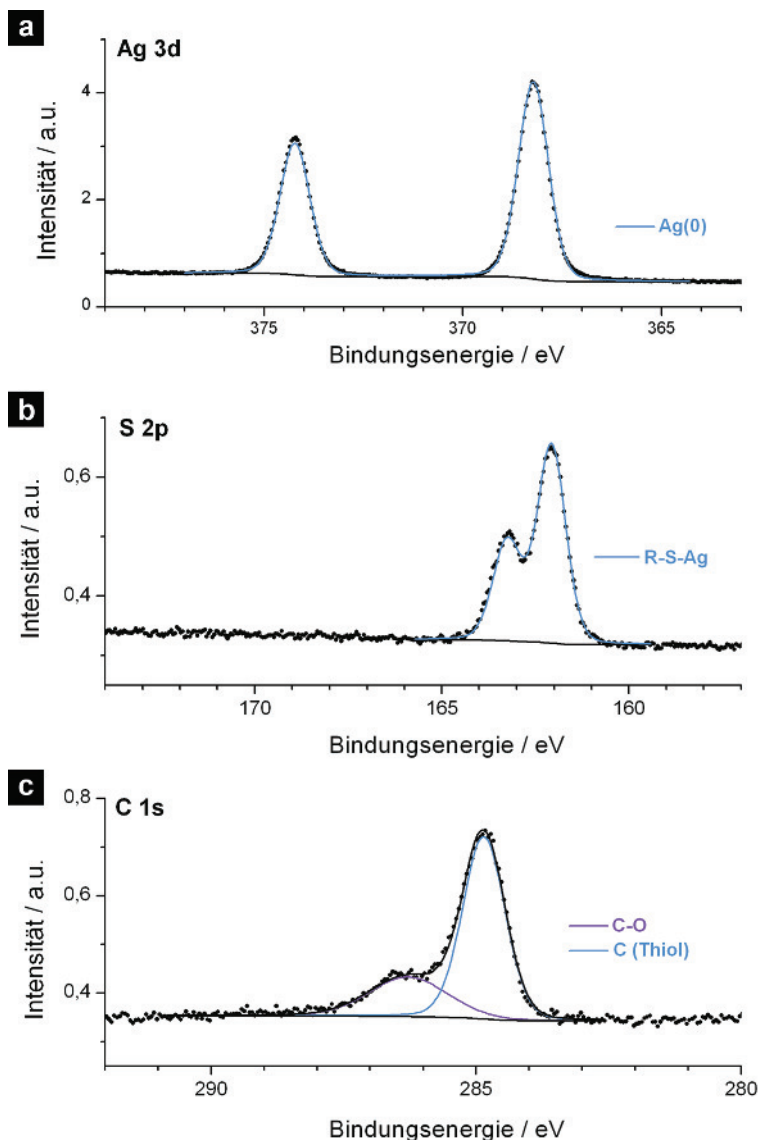 a
Ag 3d
4
2
0
Intensität / a.u.
Ag(0)
375
370
365
Bindungsenergie / eV
b
S 2p
0,6
0,4
Intensität / a.u.
R-S-Ag
170
165
160
Bindungsenergie / eV
c
C 1s
0,8
0,6
0,4
Intensität / a.u.
C-O
C (Thiol)
290
285
280
Bindungsenergie / eV